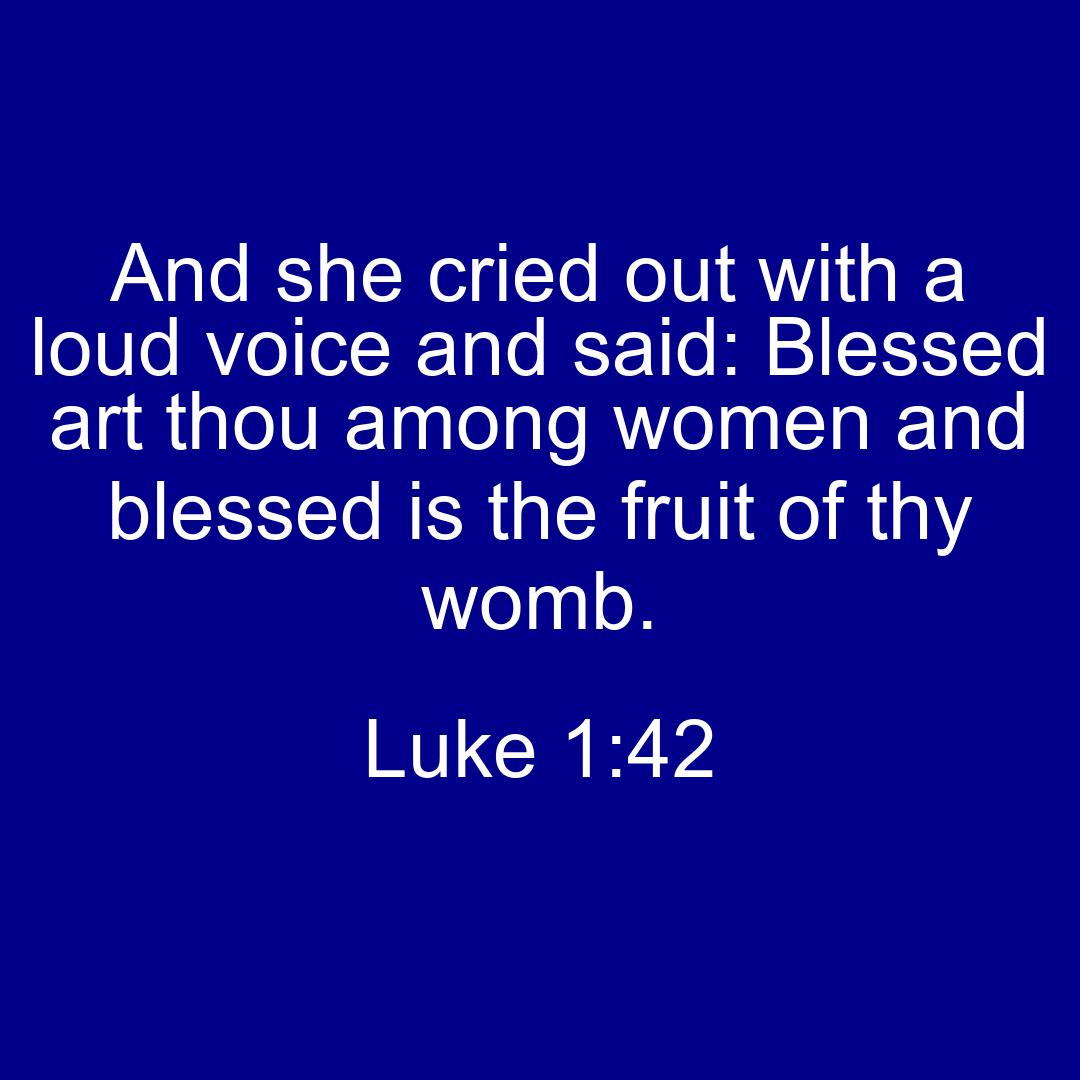 And she cried out with a
loud voice and said: Blessed
art thou among women and
blessed is the fruit of thy
womb.
Luke 1:42